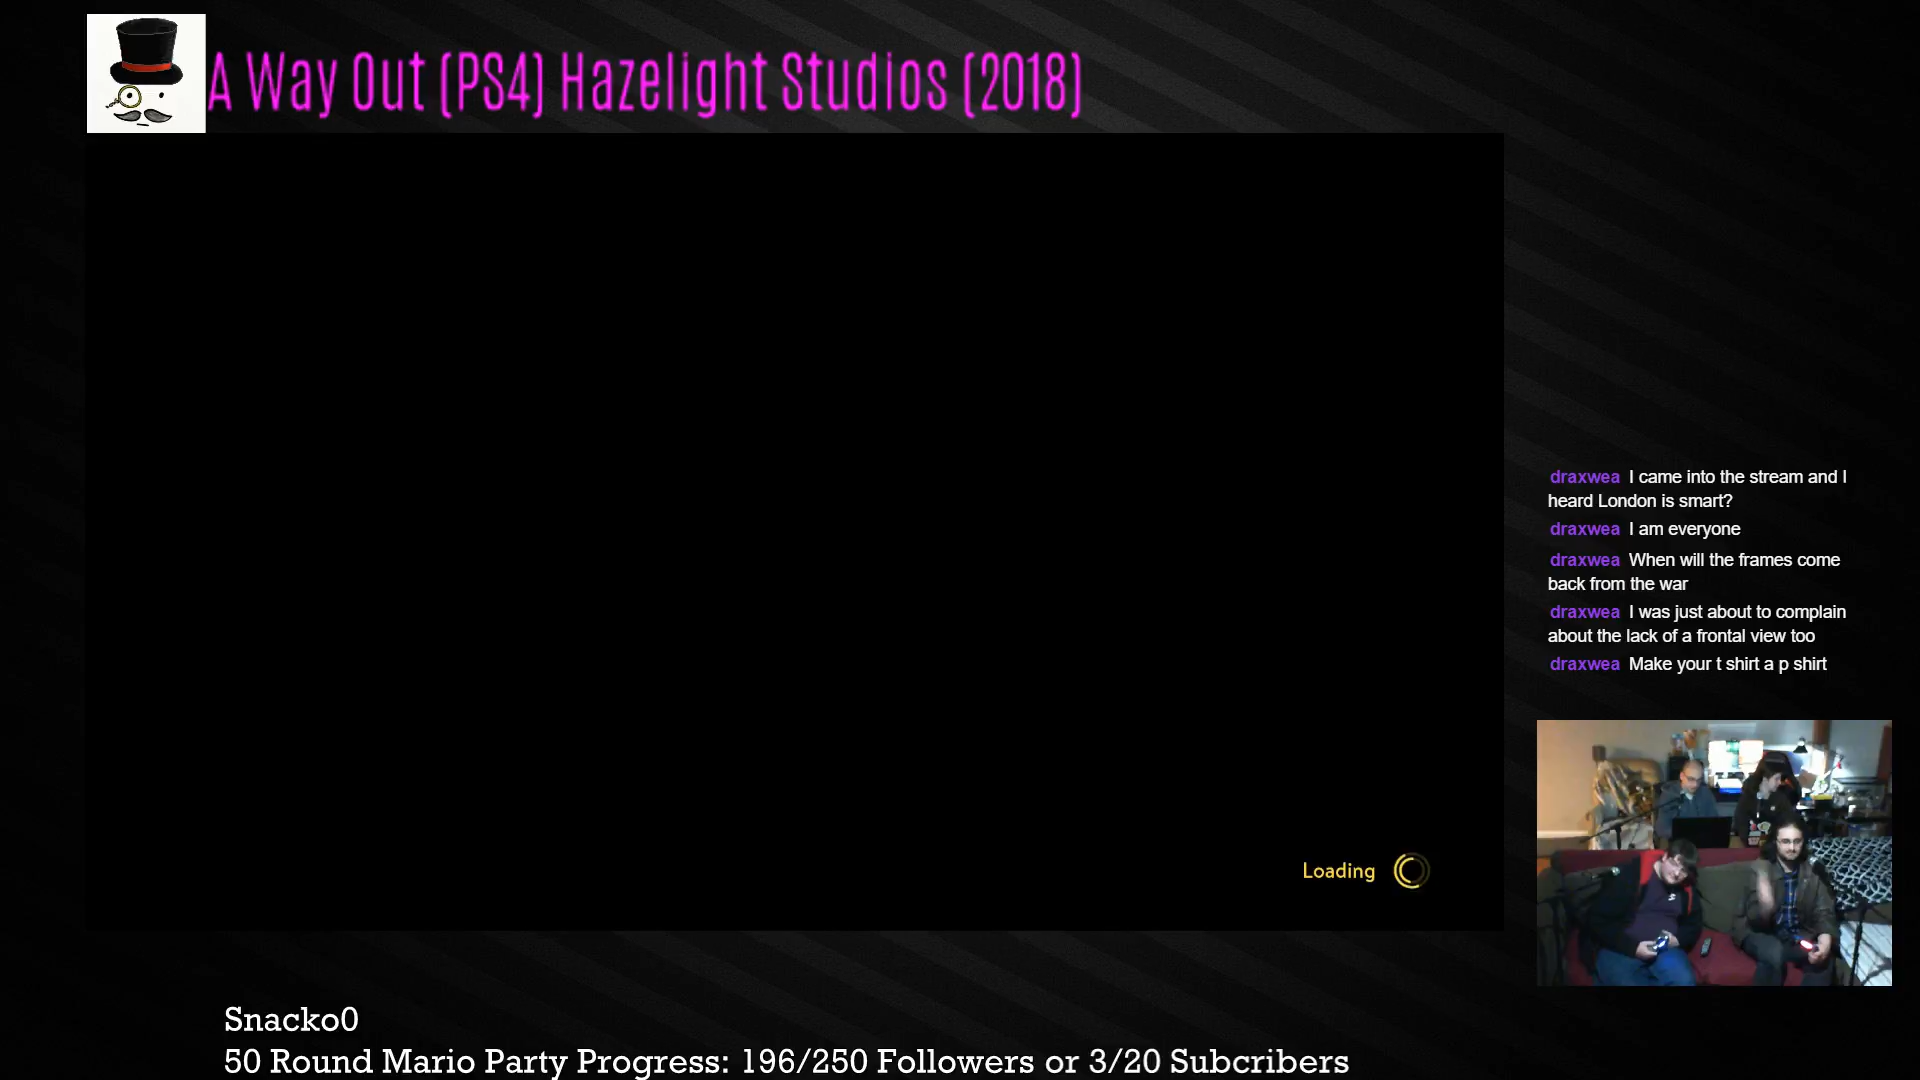 A Way Out (PS4) Hazelight Studios (2018)
draxwea I came into the stream and I
heard London is smart?
draxwea I am everyone
draxwea When will the frames come
back from the war
draxwea I was just about to complain
about the lack of a frontal view too
draxwea Make your t shirt a p shirt
Loading
Snacko0
50 Round Mario Party Progress: 196/250 Followers or 3/20 Subcribers